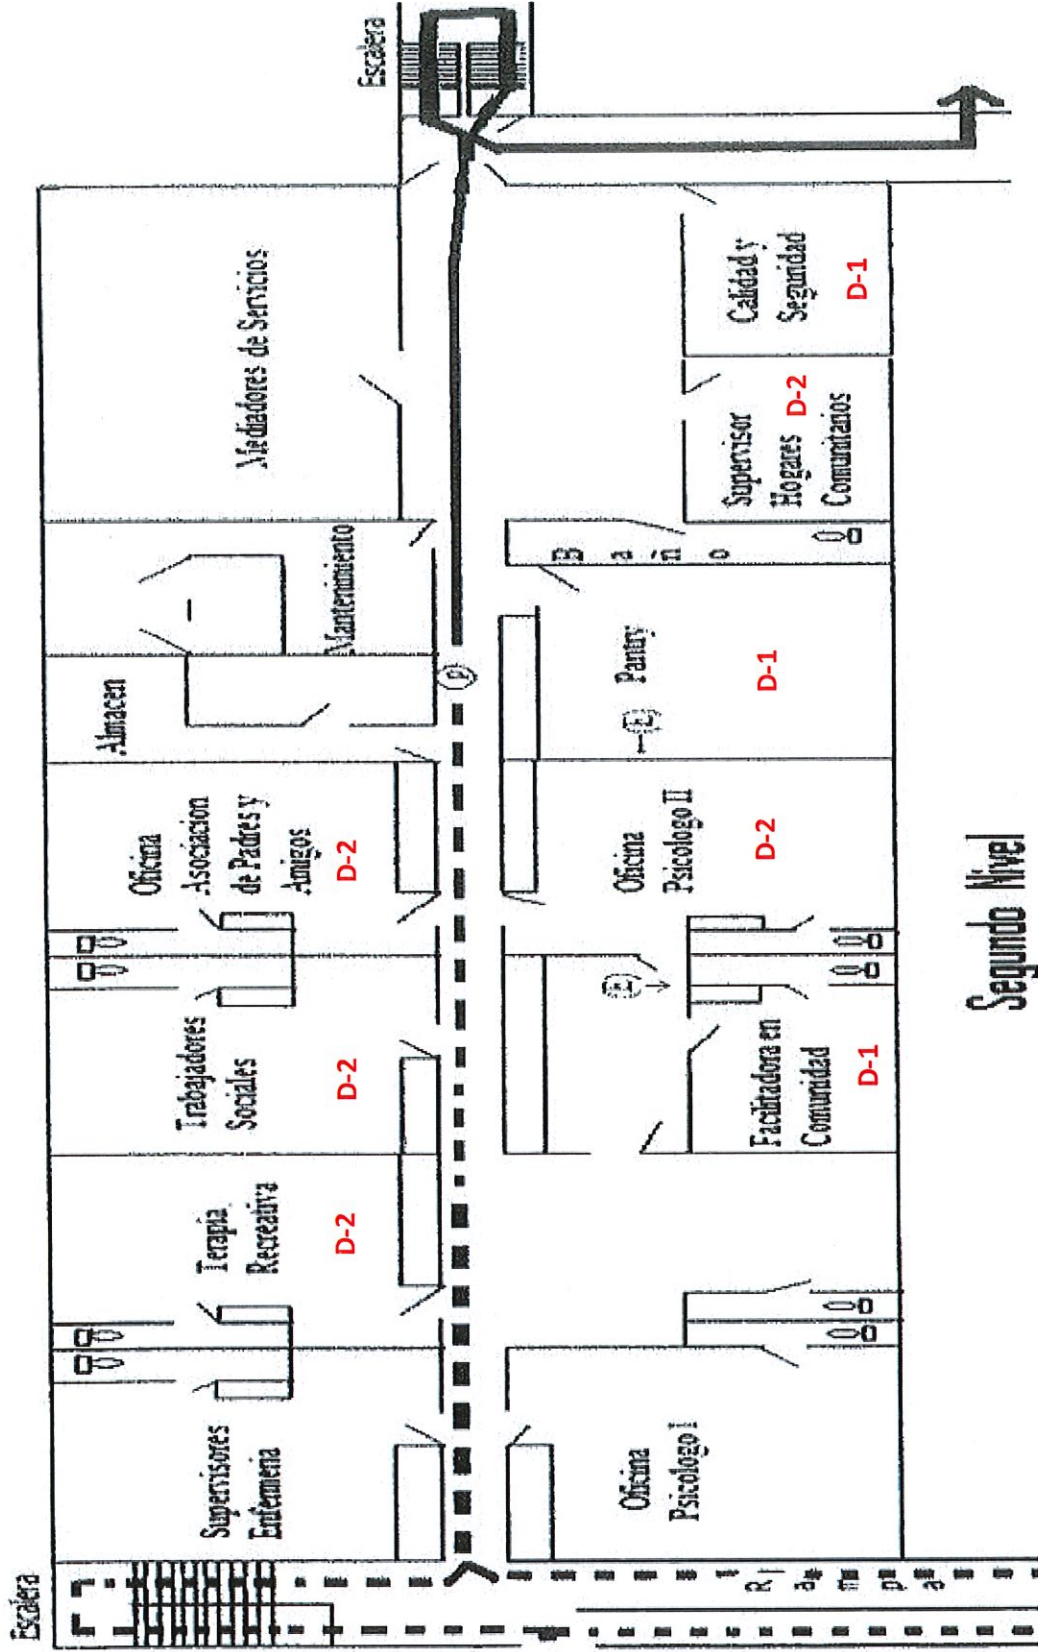 Escalera
Supervisores
Enfermeria
Terapia
Recreativa
D-2
Trabajadores
Sociales
D-2
Oficina
Asociacion
de Padres y
Amigos
D-2
Almacen
Mantenimiento
Mediadores de Servicios
Escalera
P
Oficina
Psicologo I
Facilitadora en
Comunidad
D-1
E
Oficina
Psicologo II
D-2
E
Pantry
D-1
Baño
Supervisor
Hogares
Comunitarios
D-2
Calidad y
Seguridad
D-1
Rampa
Segundo Nivel